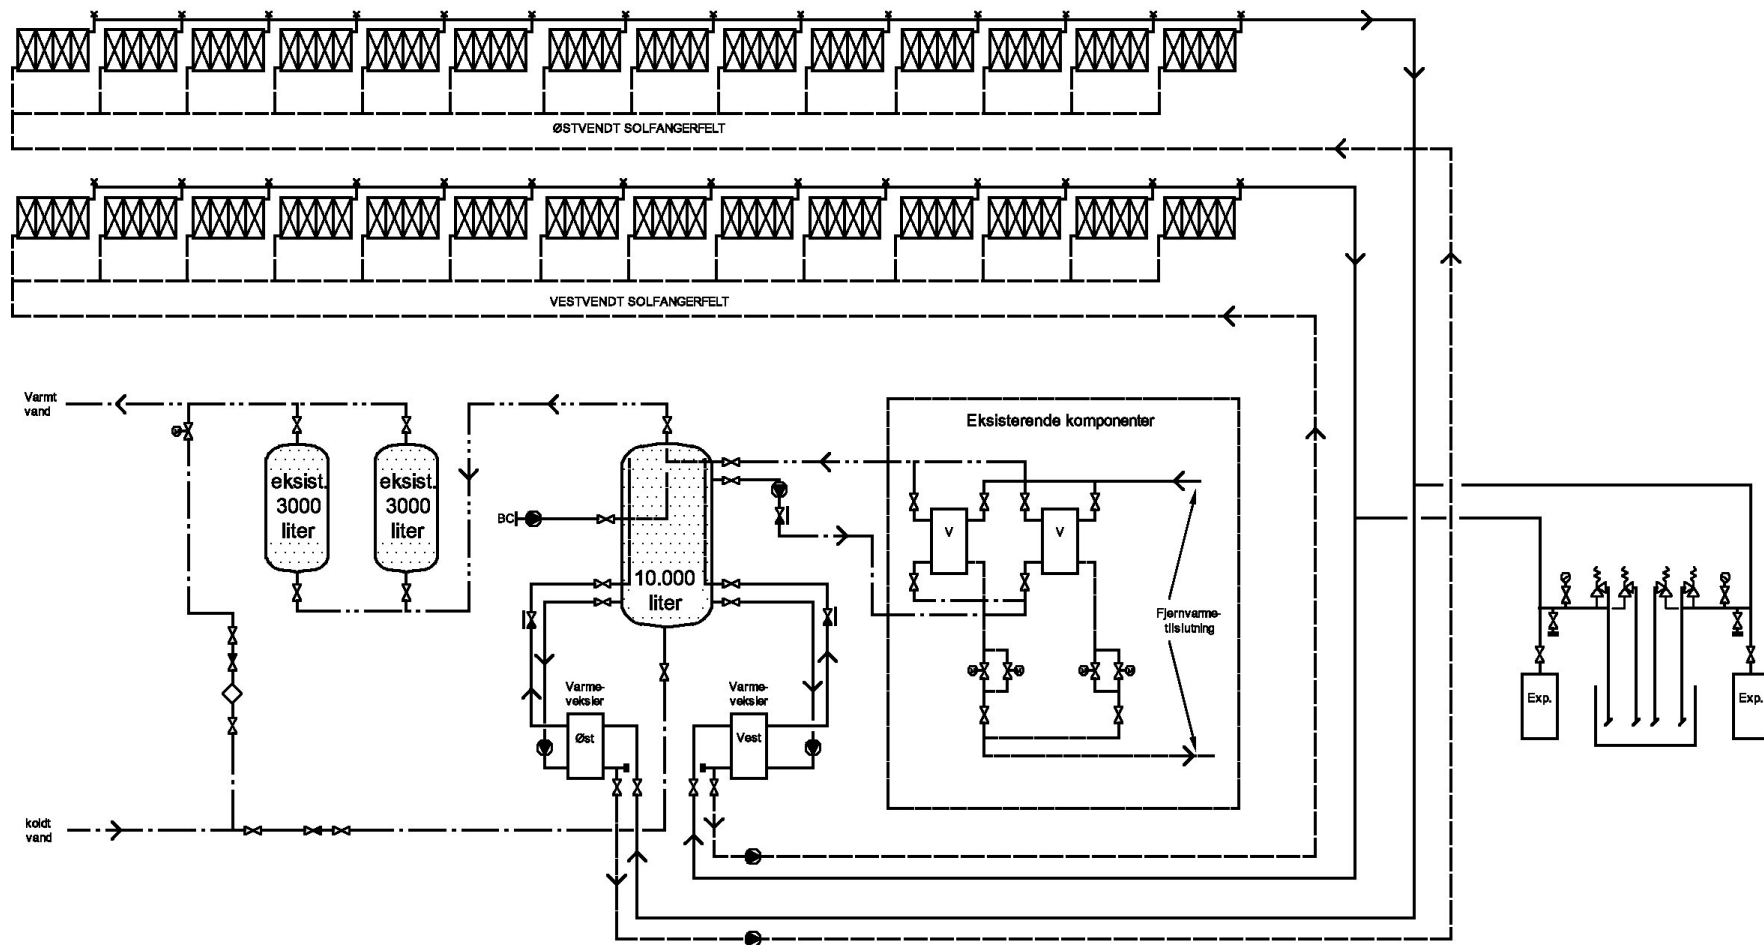 ØSTVENDT SOLFANGERFELT
VESTVENDT SOLFANGERFELT
Varmt
vand
Eksisterende komponenter
eksist.
3000
liter
eksist.
3000
liter
BC
V
V
10.000
liter
Fjernvarme-
tilslutning
Varme-
veksler
Varme-
veksler
Øst
Vest
Exp.
Exp.
koldt
vand